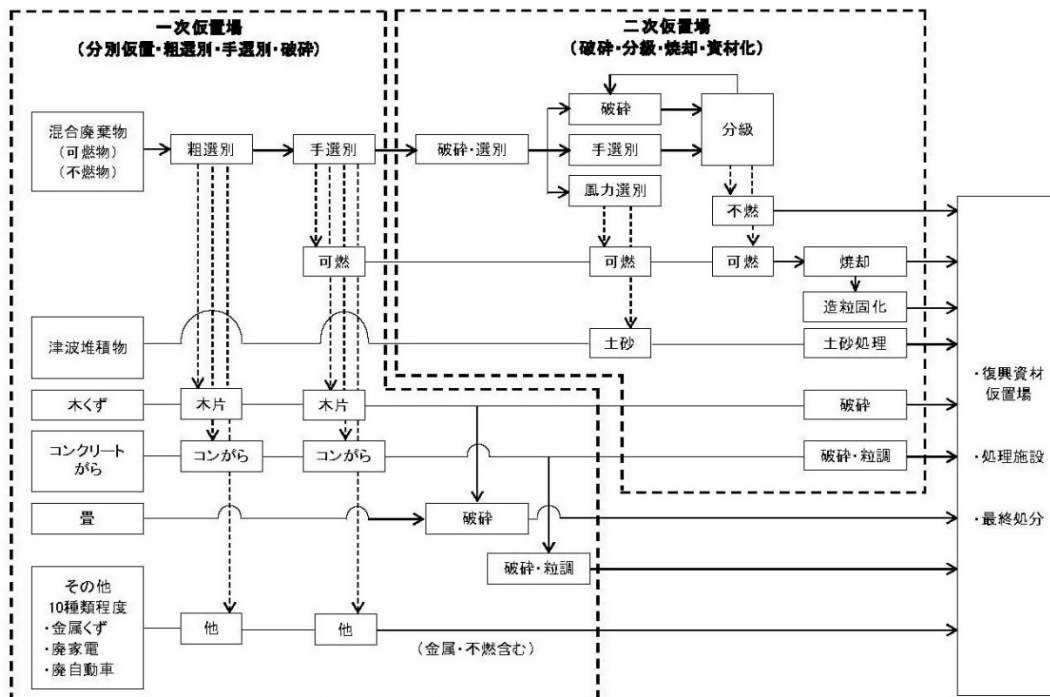 一次仮置場
（分別仮置・粗選別・手選別・破砕）
二次仮置場
（破砕・分級・焼却・資材化）
混合廃棄物
（可燃物）
（不燃物）
粗選別
手選別
破砕・選別
破砕
手選別
風力選別
分級
不燃
可燃
可燃
可燃
焼却
造粒固化
津波堆積物
土砂
土砂処理
木くず
木片
木片
破砕
コンクリート
がら
コンがら
コンがら
破砕・粒調
畳
破砕
破砕・粒調
その他
10種類程度
・金属くず
・廃家電
・廃自動車
他
他
（金属・不燃含む）
・復興資材
仮置場
・処理施設
・最終処分